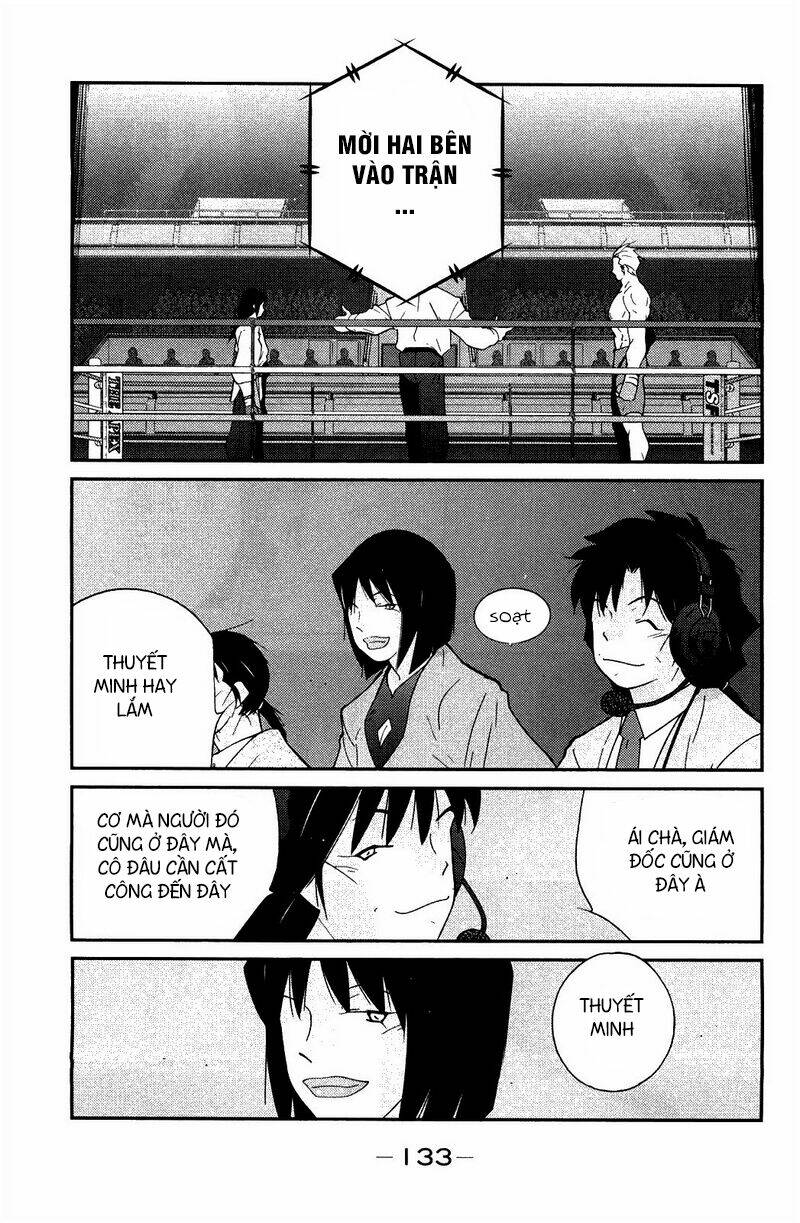 MỜI HAI BÊN
VÀO TRẬN
...
TSF
soạt
THUYẾT
MINH HAY
LẮM
ÁI CHÀ, GIÁM
ĐỐC CŨNG Ở
ĐÂY À
CƠ MÀ NGƯỜI ĐÓ
CŨNG Ở ĐÂY MÀ,
CÔ ĐÂU CẦN CẤT
CÔNG ĐẾN ĐÂY
THUYẾT
MINH
— 133 —